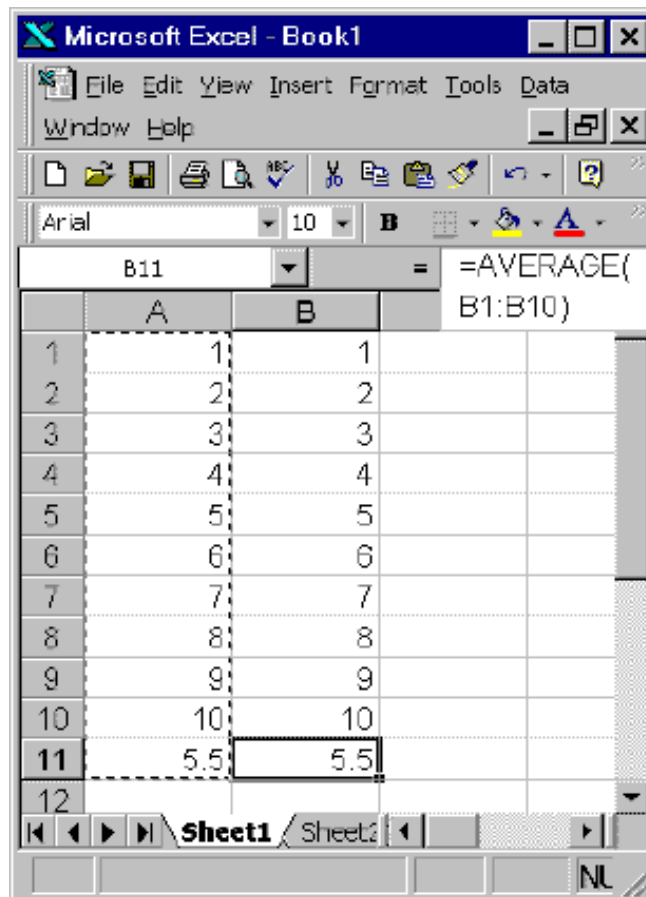 Microsoft Excel - Book1
File Edit View Insert Format Tools Data
Window Help
ABC
Arial 10 B A
B11 = =AVERAGE(
B1:B10)
A B
1 1 1
2 2 2
3 3 3
4 4 4
5 5 5
6 6 6
7 7 7
8 8 8
9 9 9
10 10 10
11 5.5 5.5
12
Sheet1 Sheet2
NL